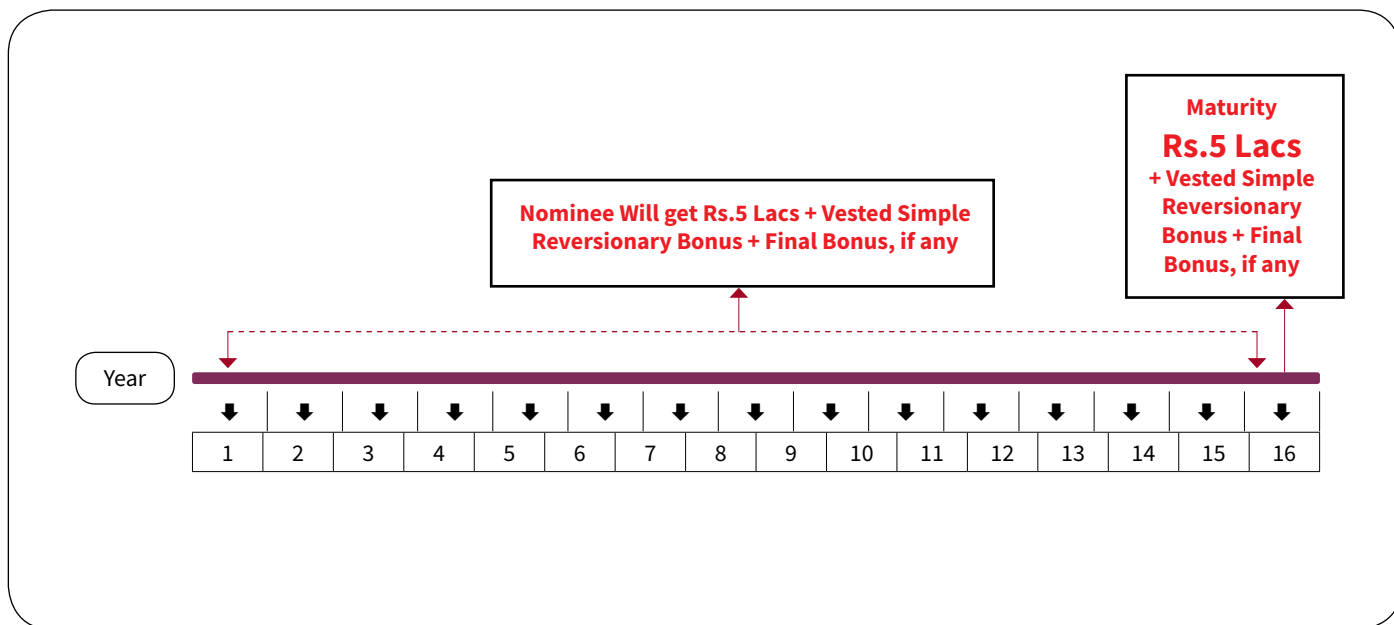 Maturity
Rs.5 Lacs
+ Vested Simple
Reversionary
Bonus + Final
Bonus, if any
Nominee Will get Rs.5 Lacs + Vested Simple
Reversionary Bonus + Final Bonus, if any
Year
1 2 3 4 5 6 7 8 9 10 11 12 13 14 15 16